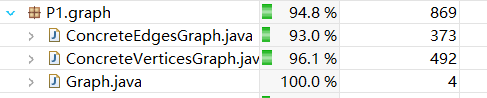 P1.graph 94.8 % 869
ConcreteEdgesGraph.java 93.0 % 373
ConcreteVerticesGraph.jav 96.1 % 492
Graph.java 100.0 % 4